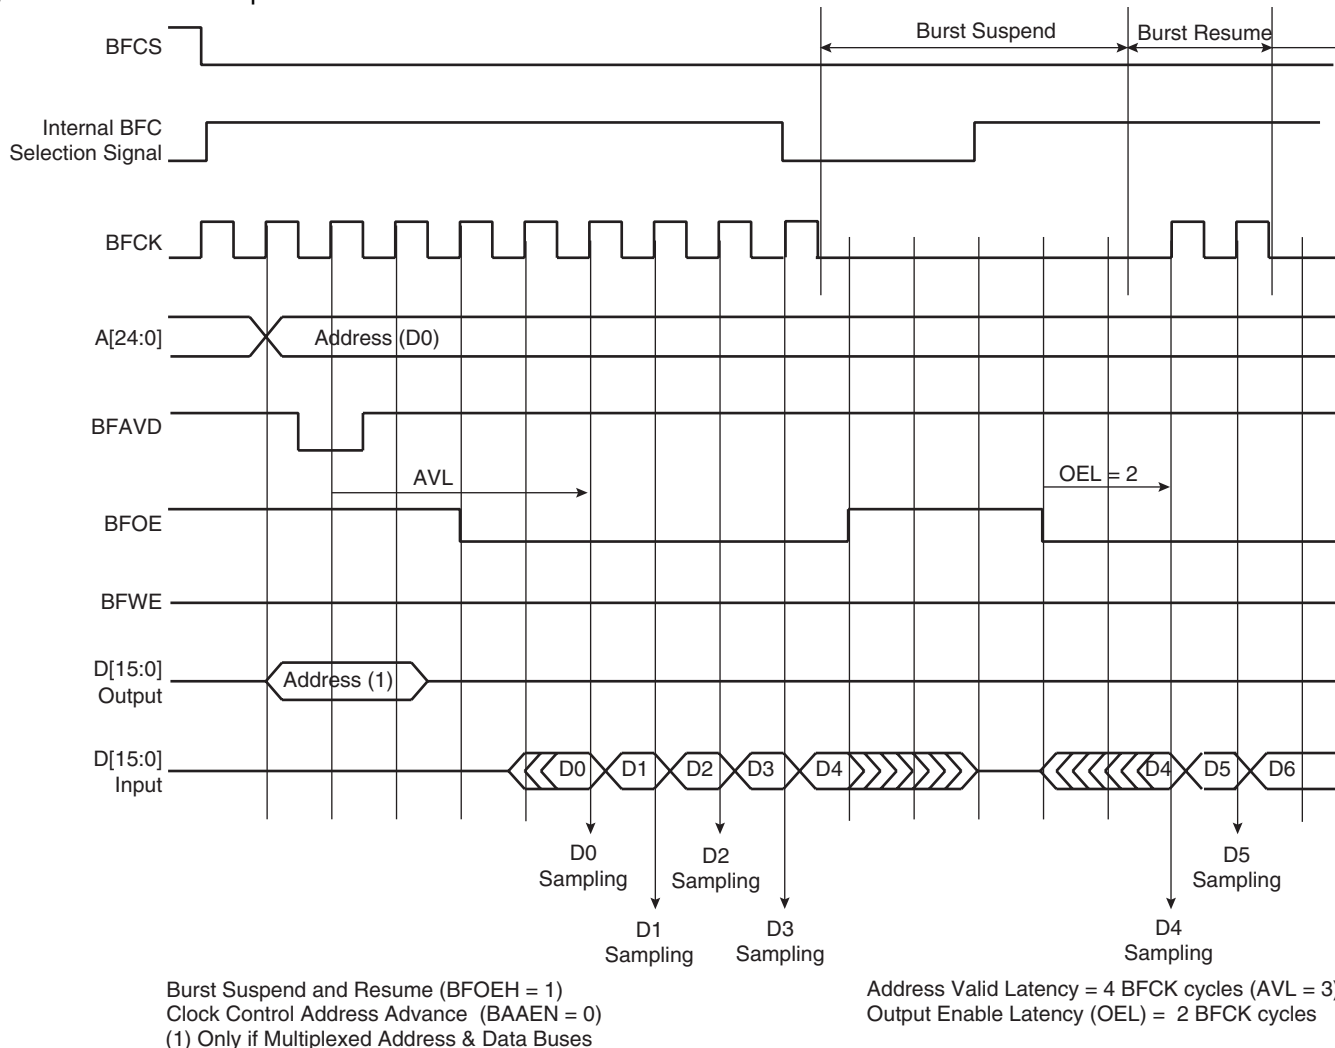 Burst Suspend
Burst Resume
BFCS
Internal BFC
Selection Signal
BFCK
A[24:0]
Address (D0)
BFAVD
AVL
OEL = 2
BFOE
BFWE
D[15:0]
Output
Address (1)
D[15:0]
Input
D0
D1
D2
D3
D4
D4
D5
D6
D0
Sampling
D2
Sampling
D5
Sampling
D1
Sampling
D3
Sampling
D4
Sampling
Burst Suspend and Resume (BFOEH = 1)
Clock Control Address Advance (BAAEN = 0)
(1) Only if Multiplexed Address & Data Buses
Address Valid Latency = 4 BFCK cycles (AVL = 3)
Output Enable Latency (OEL) = 2 BFCK cycles